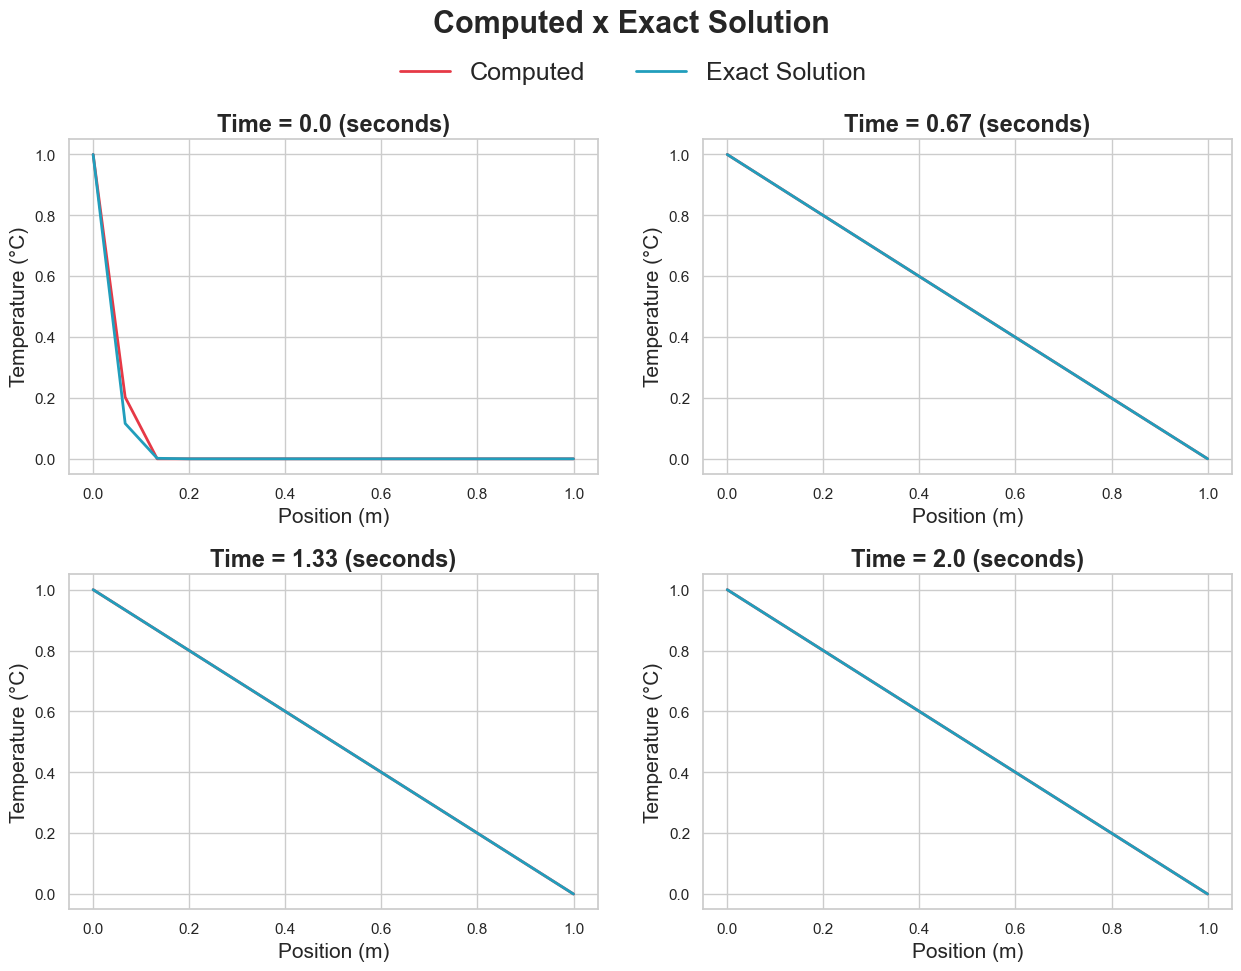 Computed x Exact Solution
Computed Exact Solution
Time = 0.0 (seconds)
Temperature (°C)
1.0
0.8
0.6
0.4
0.2
0.0
0.0 0.2 0.4 0.6 0.8 1.0
Position (m)
Time = 0.67 (seconds)
Temperature (°C)
1.0
0.8
0.6
0.4
0.2
0.0
0.0 0.2 0.4 0.6 0.8 1.0
Position (m)
Time = 1.33 (seconds)
Temperature (°C)
1.0
0.8
0.6
0.4
0.2
0.0
0.0 0.2 0.4 0.6 0.8 1.0
Position (m)
Time = 2.0 (seconds)
Temperature (°C)
1.0
0.8
0.6
0.4
0.2
0.0
0.0 0.2 0.4 0.6 0.8 1.0
Position (m)